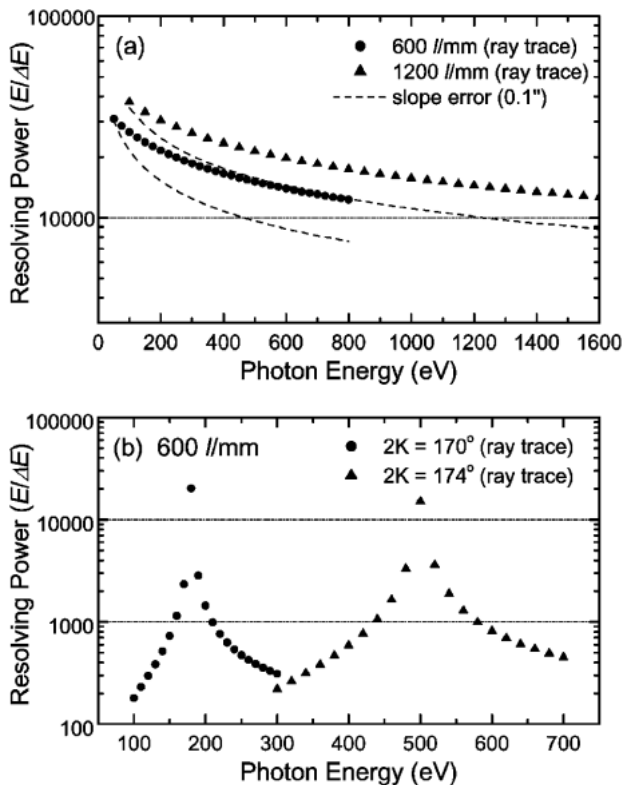 100000
(a)
600 l/mm (ray trace)
1200 l/mm (ray trace)
slope error (0.1")
10000
Resolving Power (E/ΔE)
0 200 400 600 800 1000 1200 1400 1600
Photon Energy (eV)
100000
(b) 600 l/mm
2K = 170° (ray trace)
2K = 174° (ray trace)
10000
1000
100
Resolving Power (E/ΔE)
100 200 300 400 500 600 700
Photon Energy (eV)